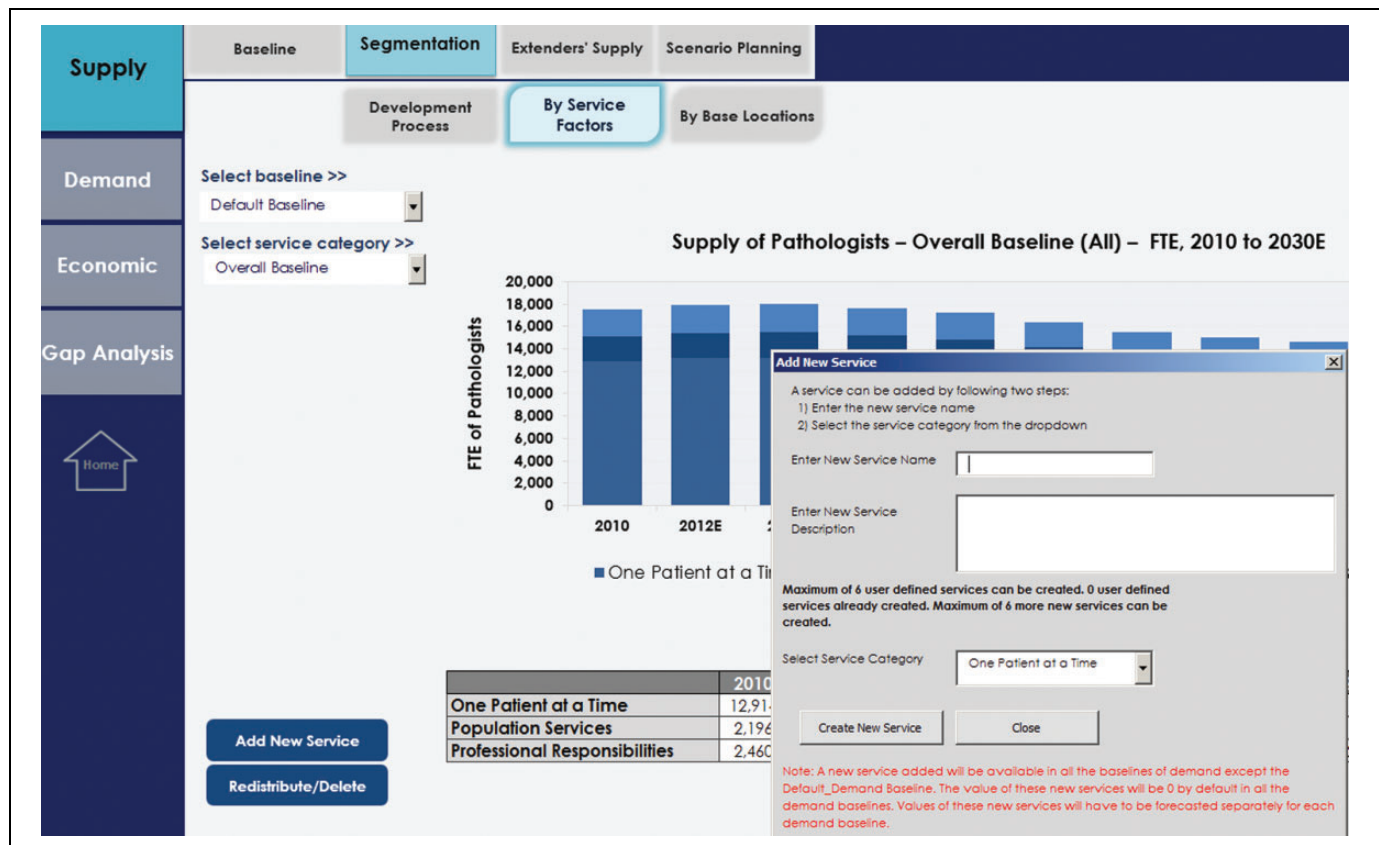 Supply
Baseline
Segmentation
Extenders' Supply
Scenario Planning
Development
Process
By Service
Factors
By Base Locations
Demand
Economic
Gap Analysis
Home
Select baseline >>
Default Baseline
Select service category >>
Overall Baseline
Supply of Pathologists – Overall Baseline (All) – FTE, 2010 to 2030E
FTE of Pathologists
20,000
18,000
16,000
14,000
12,000
10,000
8,000
6,000
4,000
2,000
0
2010
2012E
One Patient at a
2010
One Patient at a Time
12,91
Population Services
2,196
Professional Responsibilities
2,460
Add New Service
Redistribute/Delete
Add New Service
A service can be added by following two steps:
1) Enter the new service name
2) Select the service category from the dropdown
Enter New Service Name
Enter New Service
Description
Maximum of 6 user defined services can be created. 0 user defined
services already created. Maximum of 6 more new services can be
created.
Select Service Category
One Patient at a Time
Create New Service
Close
Note: A new service added will be available in all the baselines of demand except the
Default_Demand Baseline. The value of these new services will be 0 by default in all the
demand baselines. Values of these new services will have to be forecasted separately for each
demand baseline.